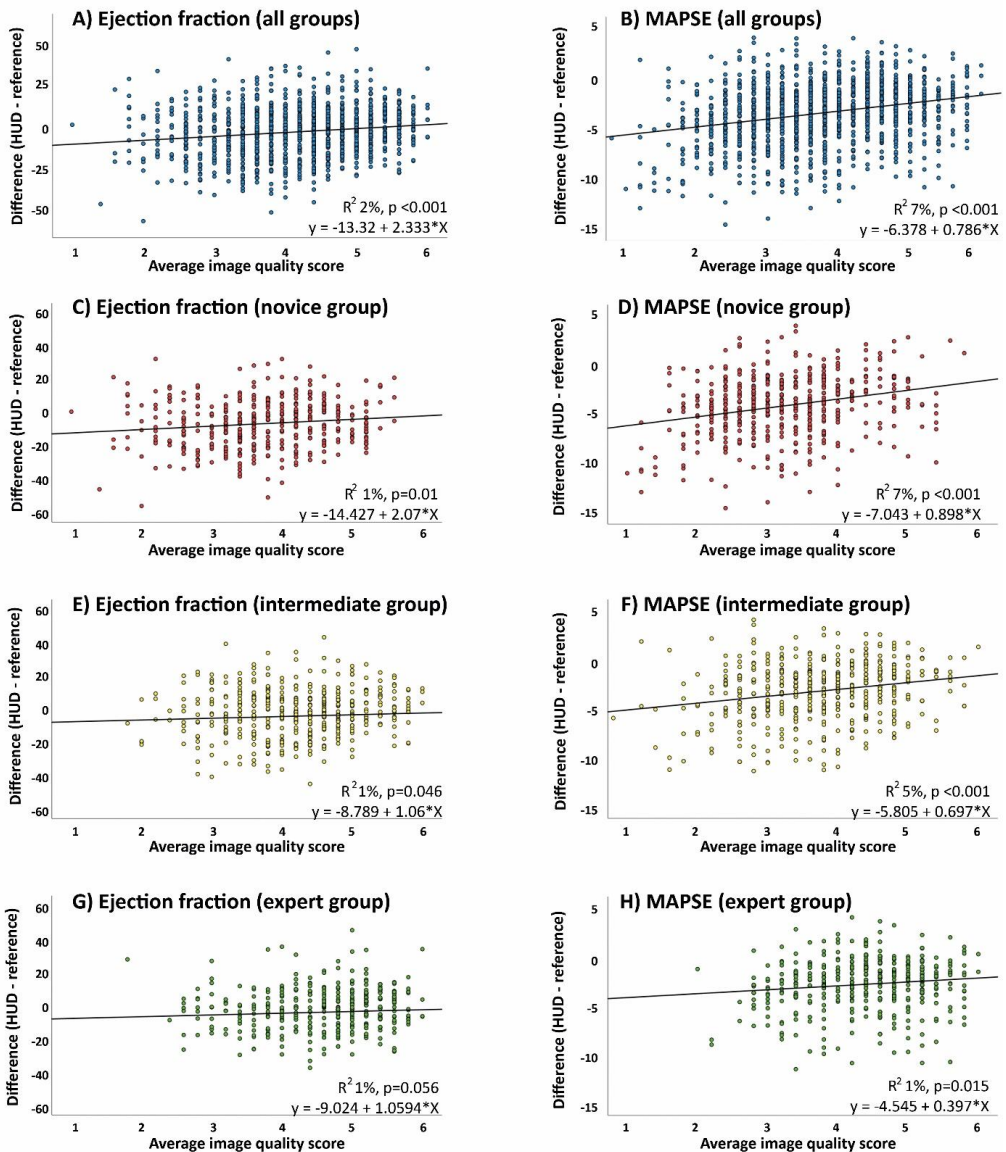 A) Ejection fraction (all groups)
Difference (HUD - reference)
50
25
0
-25
-50
R2 2%, p <0.001
y = -13.32 + 2.333*X
1 2 3 4 5 6
Average image quality score
B) MAPSE (all groups)
Difference (HUD - reference)
5
0
-5
-10
-15
R2 7%, p <0.001
y = -6.378 + 0.786*X
1 2 3 4 5 6
Average image quality score
C) Ejection fraction (novice group)
Difference (HUD - reference)
60
40
20
0
-20
-40
-60
R2 1%, p=0.01
y = -14.427 + 2.07*X
1 2 3 4 5 6
Average image quality score
D) MAPSE (novice group)
Difference (HUD - reference)
5
0
-5
-10
-15
R2 7%, p <0.001
y = -7.043 + 0.898*X
1 2 3 4 5 6
Average image quality score
E) Ejection fraction (intermediate group)
Difference (HUD - reference)
60
40
20
0
-20
-40
-60
R2 1%, p=0.046
y = -8.789 + 1.06*X
1 2 3 4 5 6
Average image quality score
F) MAPSE (intermediate group)
Difference (HUD - reference)
5
0
-5
-10
-15
R2 5%, p <0.001
y = -5.805 + 0.697*X
1 2 3 4 5 6
Average image quality score
G) Ejection fraction (expert group)
Difference (HUD - reference)
60
40
20
0
-20
-40
-60
R2 1%, p=0.056
y = -9.024 + 1.0594*X
1 2 3 4 5 6
Average image quality score
H) MAPSE (expert group)
Difference (HUD - reference)
5
0
-5
-10
-15
R2 1%, p=0.015
y = -4.545 + 0.397*X
1 2 3 4 5 6
Average image quality score